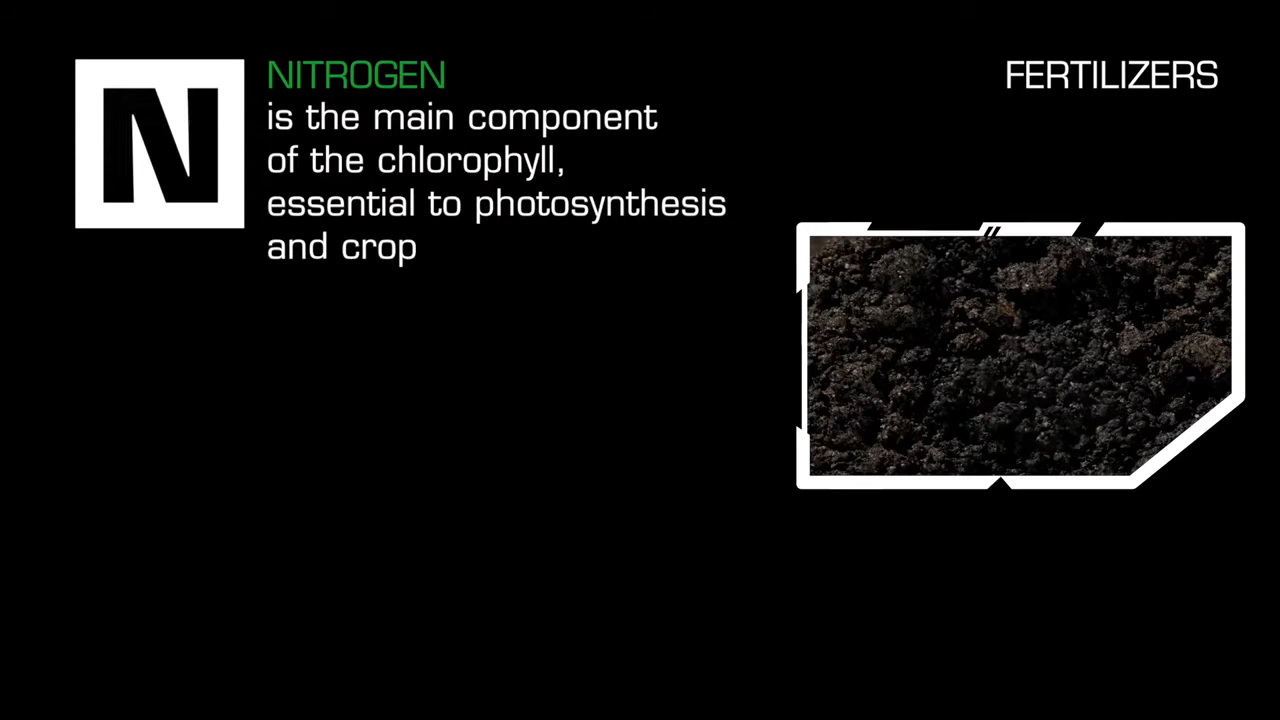 N
NITROGEN
is the main component
of the chlorophyll,
essential to photosynthesis
and crop
FERTILIZERS